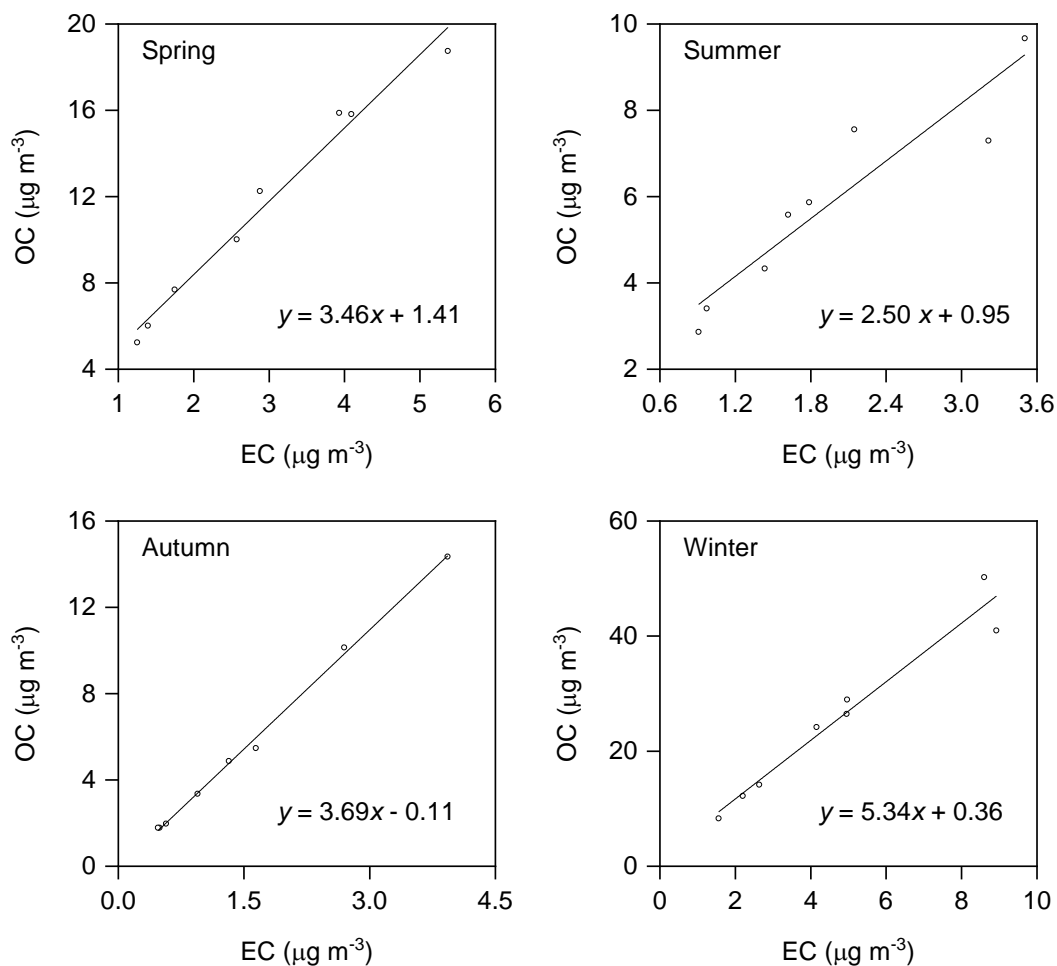 Spring
OC (μg m-3)
20
16
12
8
4
y = 3.46x + 1.41
1 2 3 4 5 6
EC (μg m-3)
Summer
OC (μg m-3)
10
8
6
4
2
y = 2.50 x + 0.95
0.6 1.2 1.8 2.4 3.0 3.6
EC (μg m-3)
Autumn
OC (μg m-3)
16
12
8
4
0
y = 3.69x - 0.11
0.0 1.5 3.0 4.5
EC (μg m-3)
Winter
OC (μg m-3)
60
40
20
0
y = 5.34x + 0.36
0 2 4 6 8 10
EC (μg m-3)